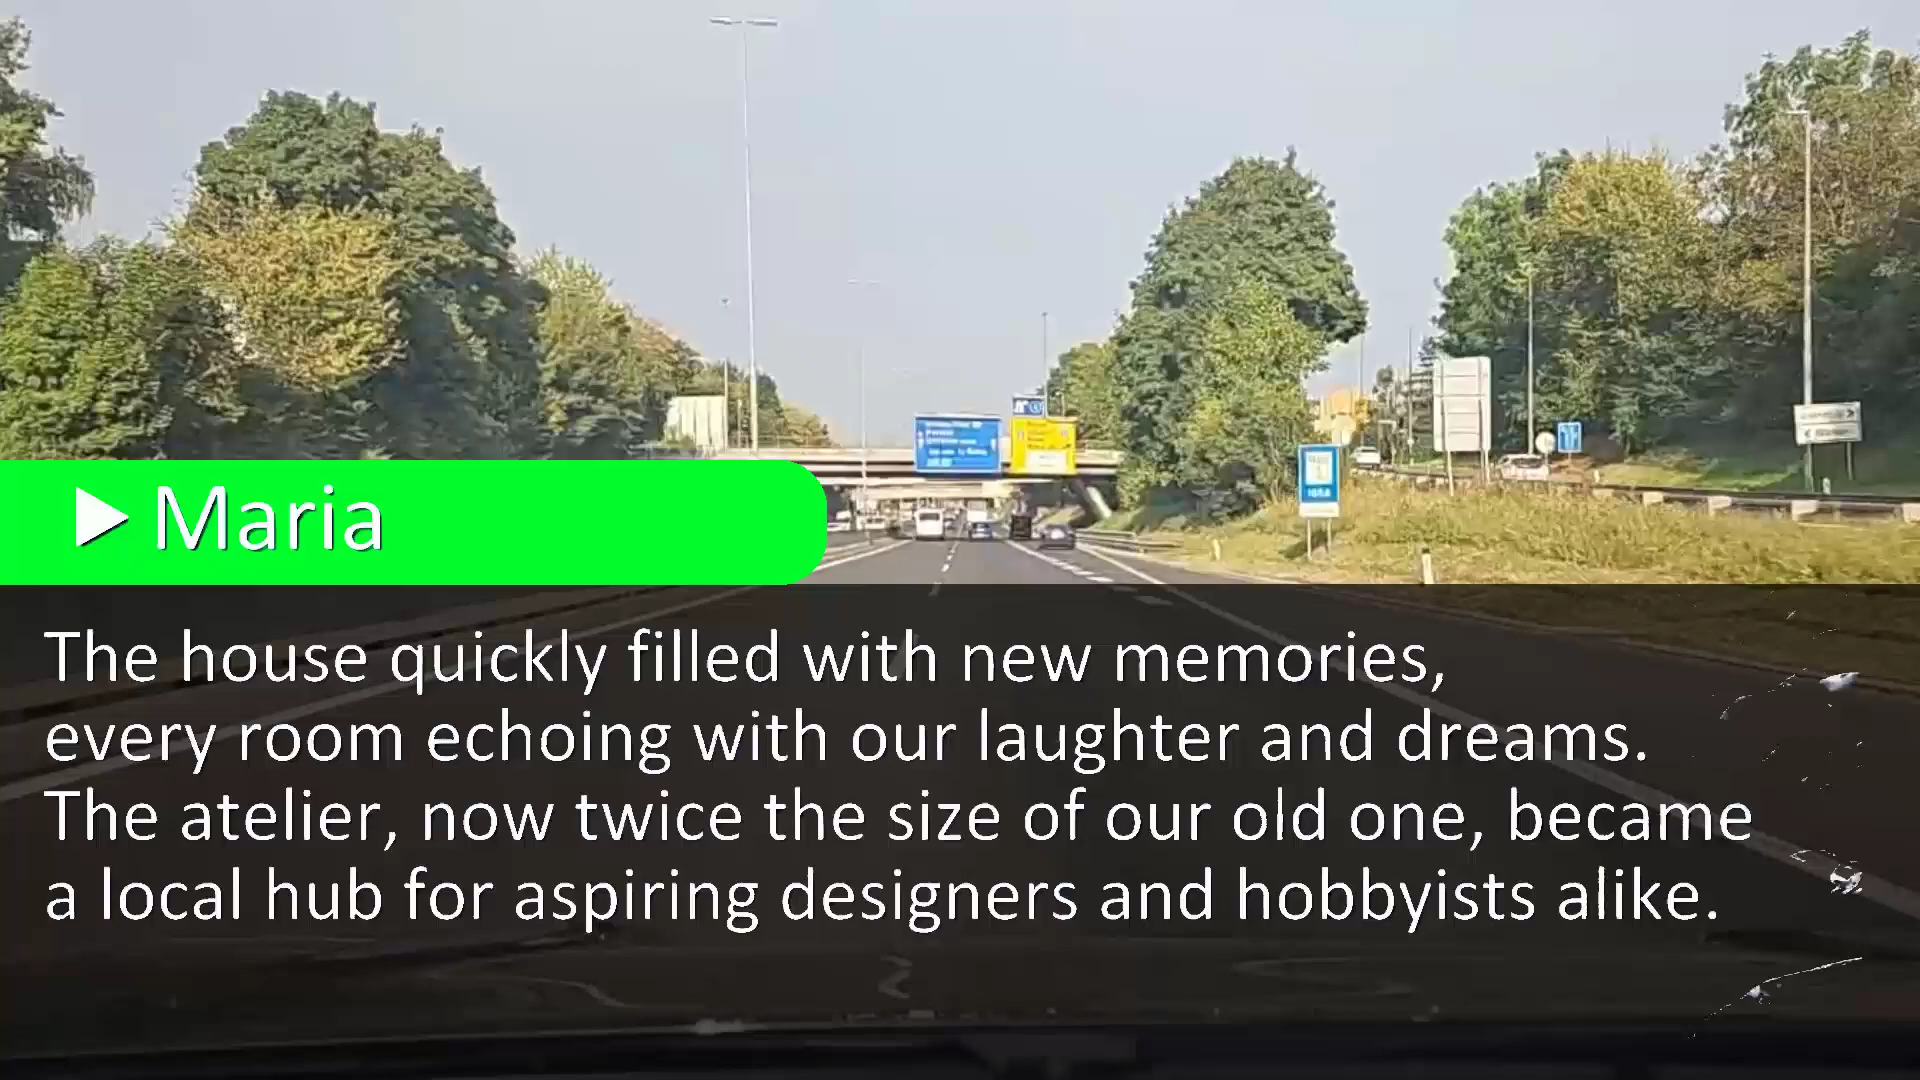 Maria
The house quickly filled with new memories,
every room echoing with our laughter and dreams.
The atelier, now twice the size of our old one, became
a local hub for aspiring designers and hobbyists alike.